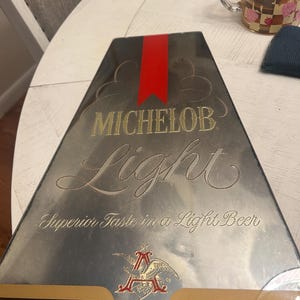 MICHELOB
Light
Superior Taste in a Light Beer
A